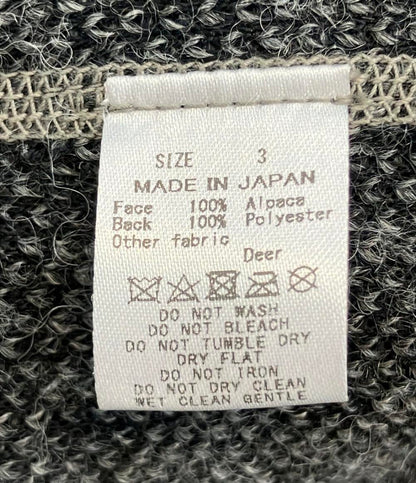 SIZE 3
MADE IN JAPAN
Face 100% Alpaca
Back 100% Polyester
Other fabric
Deer
DO NOT WASH
DO NOT BLEACH
DO NOT TUMBLE DRY
DRY FLAT
DO NOT IRON
DO NOT DRY CLEAN
WET CLEAN GENTLE